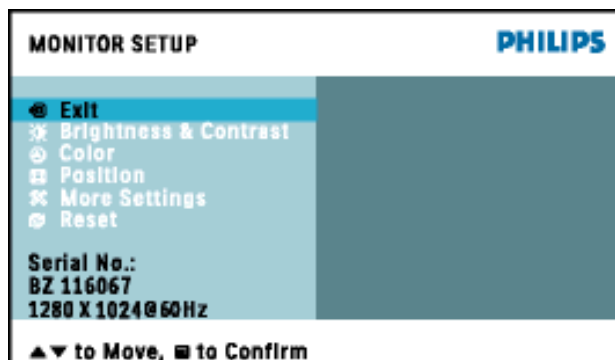 MONITOR SETUP PHILIPS
Exit
Brightness & Contrast
Color
Position
More Settings
Reset
Serial No.:
BZ 116067
1280 X 1024@60Hz
▲▼ to Move, ■ to Confirm